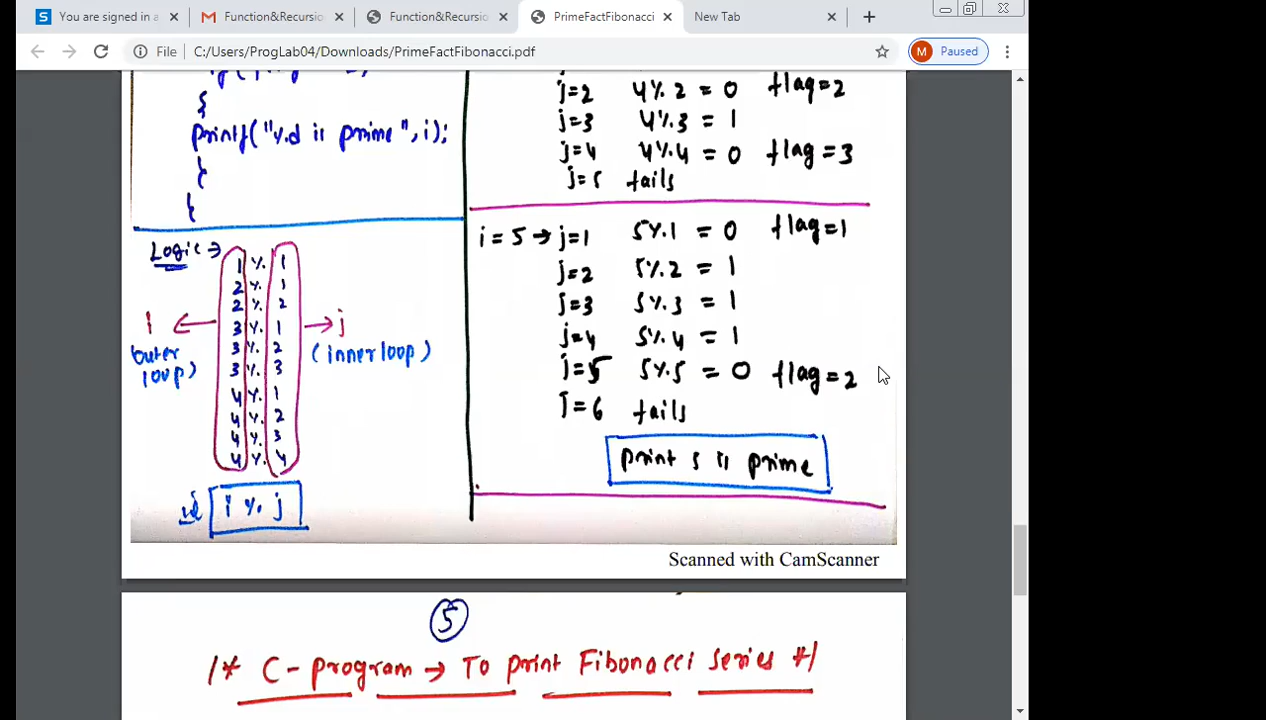 You are signed in a
Function&Recursio
Function&Recursio
PrimeFactFibonacci
New Tab
File
C:/Users/ProgLab04/Downloads/PrimeFactFibonacci.pdf
M
Paused
{
printf("%d is prime", i);
}
}
Logic →
1 % 1
2 % 1
2 % 2
3 % 1
3 % 2
3 % 3
4 % 1
4 % 2
4 % 3
4 % 4
i
outer
loop)
j
(innerloop)
i % j
j=2 4%2 = 0 flag=2
j=3 4%3 = 1
j=4 4%4 = 0 flag=3
j=5 fails
i=5 → j=1 5%1 = 0 flag=1
j=2 5%2 = 1
j=3 5%3 = 1
j=4 5%4 = 1
j=5 5%5 = 0 flag=2
j=6 fails
print 5 is prime
Scanned with CamScanner
5
/* C-program → To print Fibonacci series */